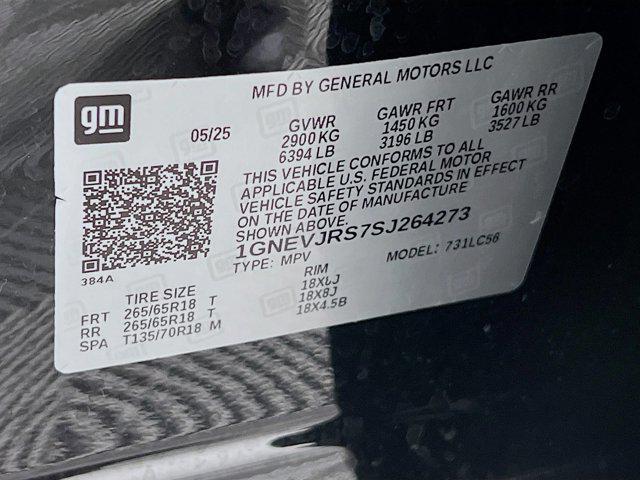 gm
MFD BY GENERAL MOTORS LLC
05/25
GVWR
2900 KG
6394 LB
GAWR FRT
1450 KG
3196 LB
GAWR RR
1600 KG
3527 LB
THIS VEHICLE CONFORMS TO ALL
APPLICABLE U.S. FEDERAL MOTOR
VEHICLE SAFETY STANDARDS IN EFFECT
ON THE DATE OF MANUFACTURE
SHOWN ABOVE.
1GNEVJRS7SJ264273
TYPE: MPV
MODEL: 731LC56
384A
TIRE SIZE
RIM
FRT 265/65R18 T 18X8J
RR 265/65R18 T 18X8J
SPA T135/70R18 M 18X4.5B